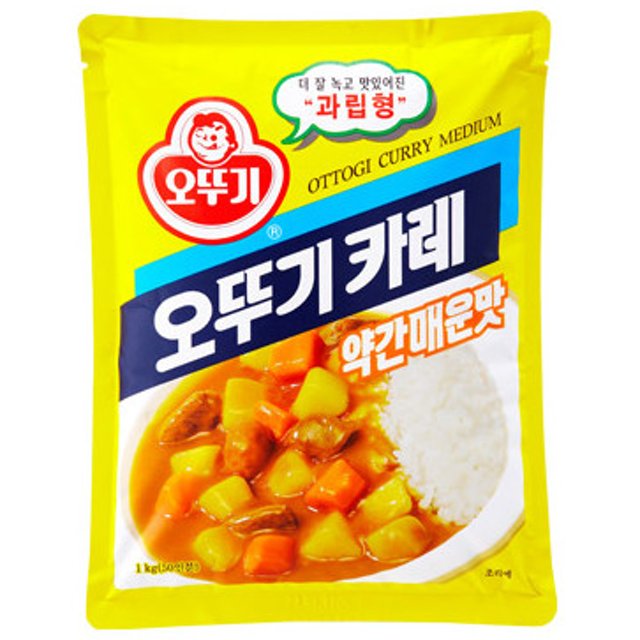 더 잘 녹고 맛있어진
"과립형"
오뚜기
OTTOGI CURRY MEDIUM
®
오뚜기 카레
약간매운맛
1kg(50인분)
조리예